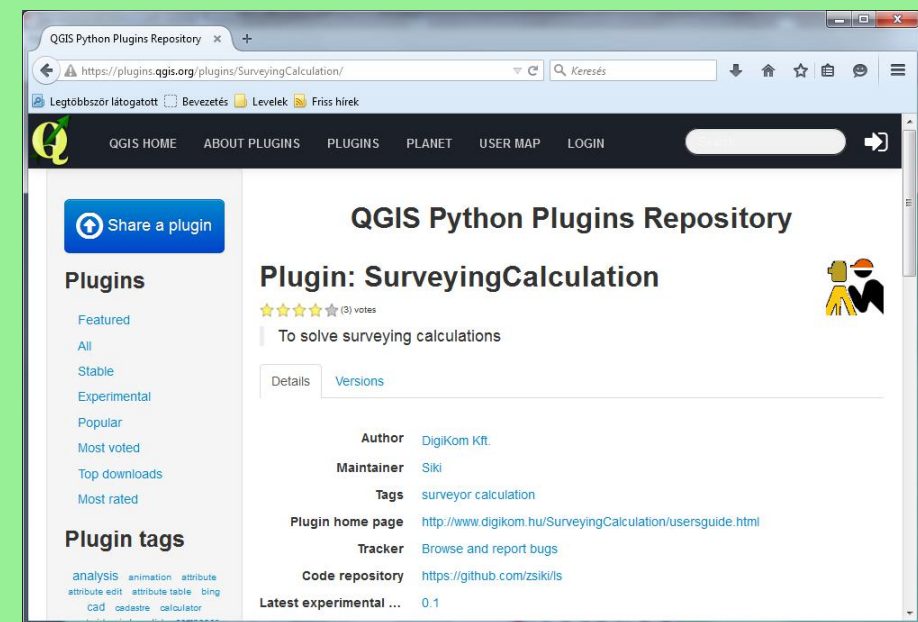 QGIS Python Plugins Repository
https://plugins.qgis.org/plugins/SurveyingCalculation/
Keresés
Legtöbbször látogatott Bevezetés Levelek Friss hírek
QGIS HOME ABOUT PLUGINS PLUGINS PLANET USER MAP LOGIN
Share a plugin
Plugins
Featured
All
Stable
Experimental
Popular
Most voted
Top downloads
Most rated
Plugin tags
analysis animation attribute
attribute edit attribute table bing
cad cadastre calculator
QGIS Python Plugins Repository
Plugin: SurveyingCalculation
(3) votes
To solve surveying calculations
Details Versions
Author DigiKom Kft.
Maintainer Siki
Tags surveyor calculation
Plugin home page http://www.digikom.hu/SurveyingCalculation/usersguide.html
Tracker Browse and report bugs
Code repository https://github.com/zsiki/ls
Latest experimental ... 0.1